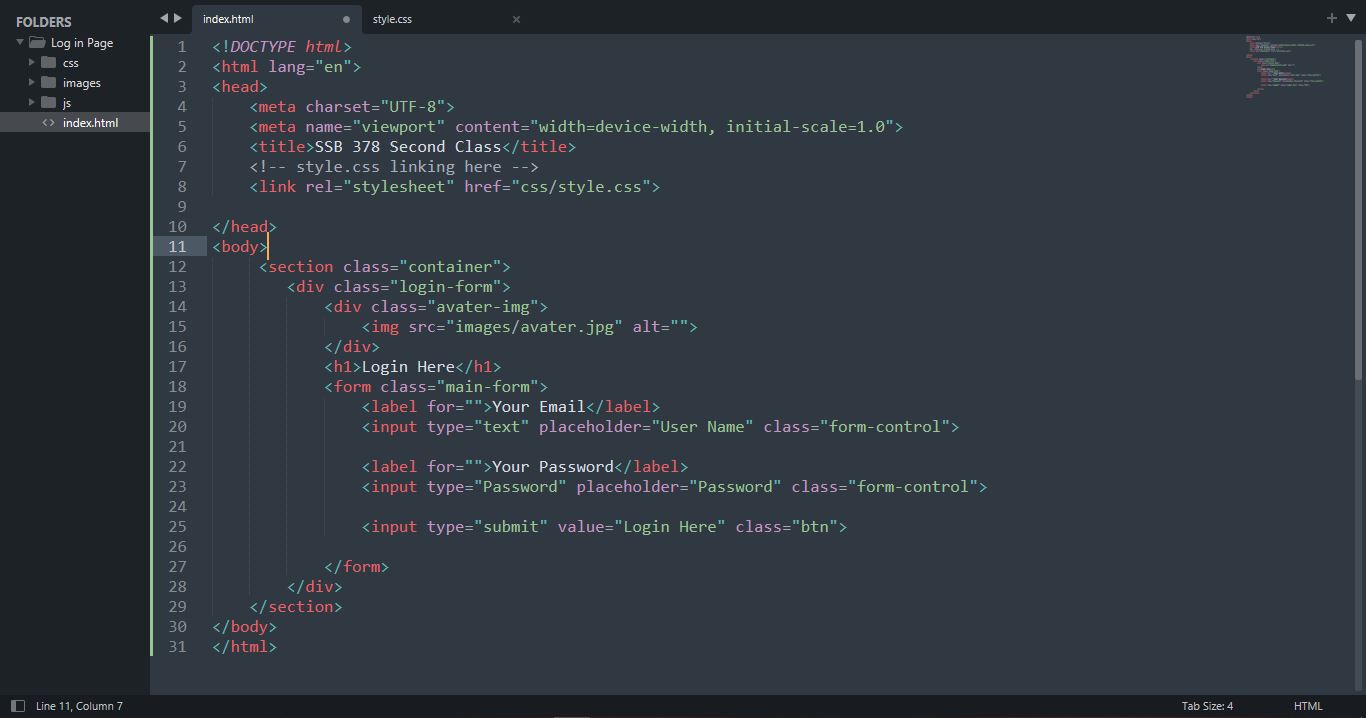 FOLDERS
Log in Page
css
images
js
<> index.html
index.html
style.css
1 <!DOCTYPE html>
2 <html lang="en">
3 <head>
4 <meta charset="UTF-8">
5 <meta name="viewport" content="width=device-width, initial-scale=1.0">
6 <title>SSB 378 Second Class</title>
7 <!-- style.css linking here -->
8 <link rel="stylesheet" href="css/style.css">
9
10 </head>
11 <body>
12 <section class="container">
13 <div class="login-form">
14 <div class="avater-img">
15 <img src="images/avater.jpg" alt="">
16 </div>
17 <h1>Login Here</h1>
18 <form class="main-form">
19 <label for="">Your Email</label>
20 <input type="text" placeholder="User Name" class="form-control">
21
22 <label for="">Your Password</label>
23 <input type="Password" placeholder="Password" class="form-control">
24
25 <input type="submit" value="Login Here" class="btn">
26
27 </form>
28 </div>
29 </section>
30 </body>
31 </html>
Line 11, Column 7
Tab Size: 4
HTML